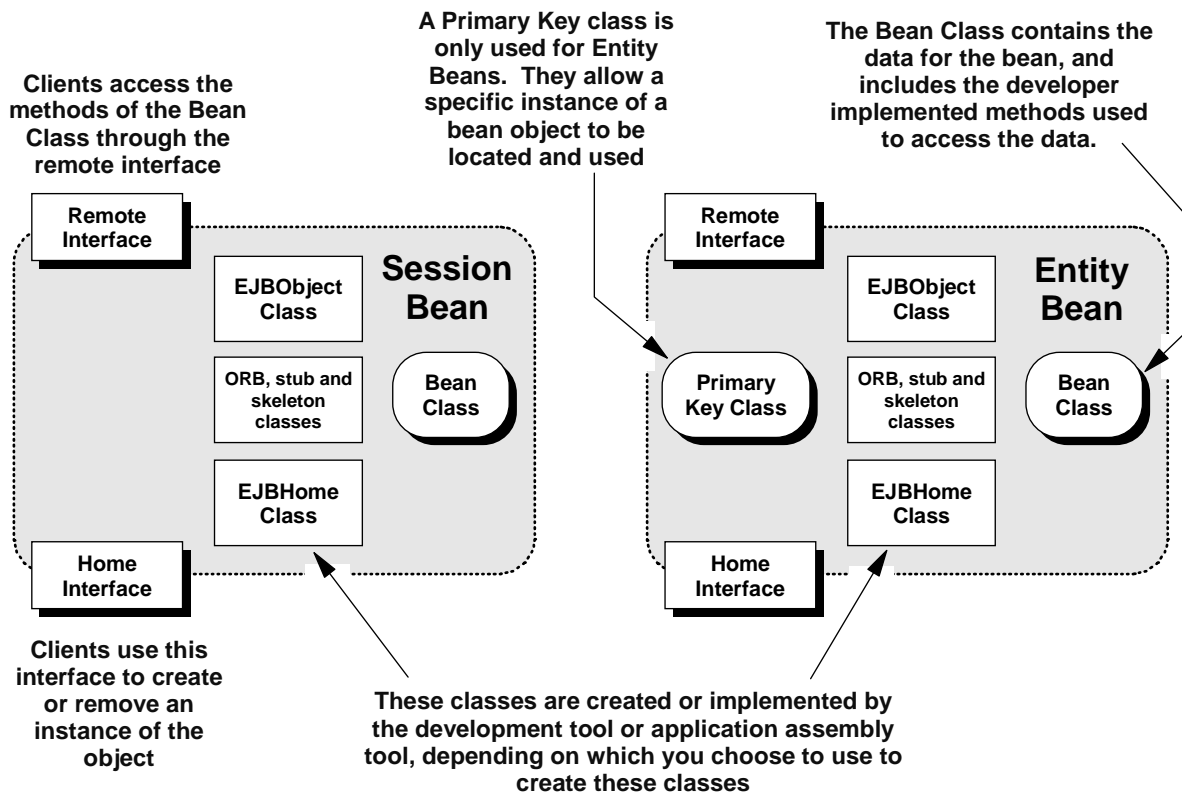 A Primary Key class is
only used for Entity
Beans. They allow a
specific instance of a
bean object to be
located and used
The Bean Class contains the
data for the bean, and
includes the developer
implemented methods used
to access the data.
Clients access the
methods of the Bean
Class through the
remote interface
Remote
Interface
Session
Bean
EJBObject
Class
ORB, stub and
skeleton
classes
Bean
Class
EJBHome
Class
Home
Interface
Remote
Interface
Entity
Bean
EJBObject
Class
Primary
Key Class
ORB, stub and
skeleton
classes
Bean
Class
EJBHome
Class
Home
Interface
Clients use this
interface to create
or remove an
instance of the
object
These classes are created or implemented by
the development tool or application assembly
tool, depending on which you choose to use to
create these classes